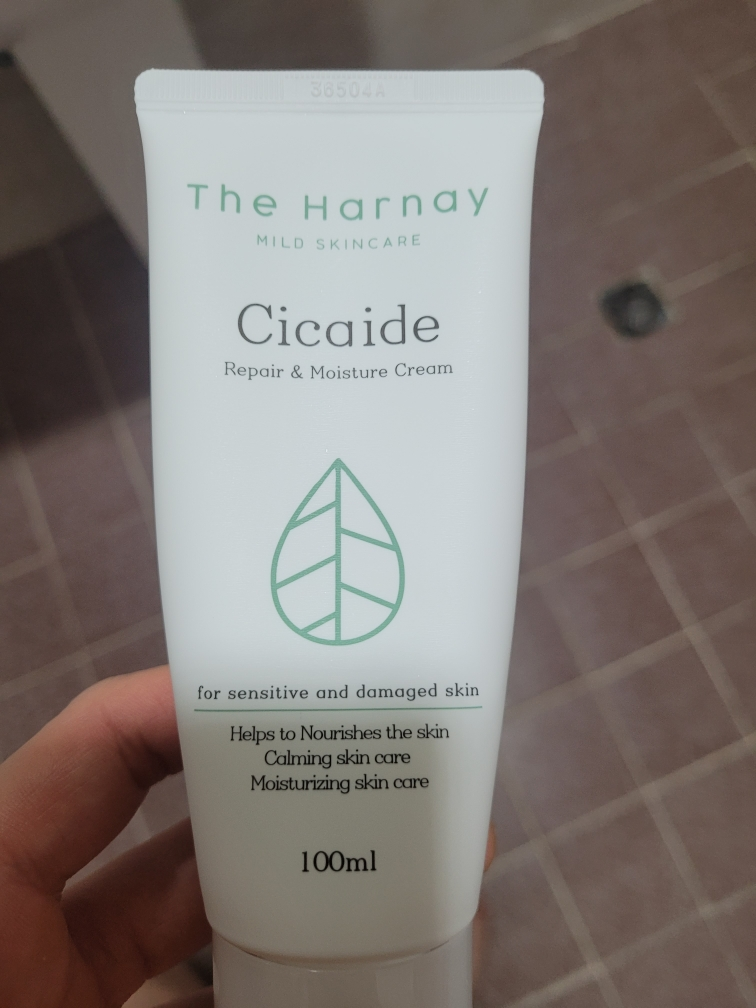 36504A
The Harnay
MILD SKINCARE
Cicaide
Repair & Moisture Cream
for sensitive and damaged skin
Helps to Nourishes the skin
Calming skin care
Moisturizing skin care
100ml